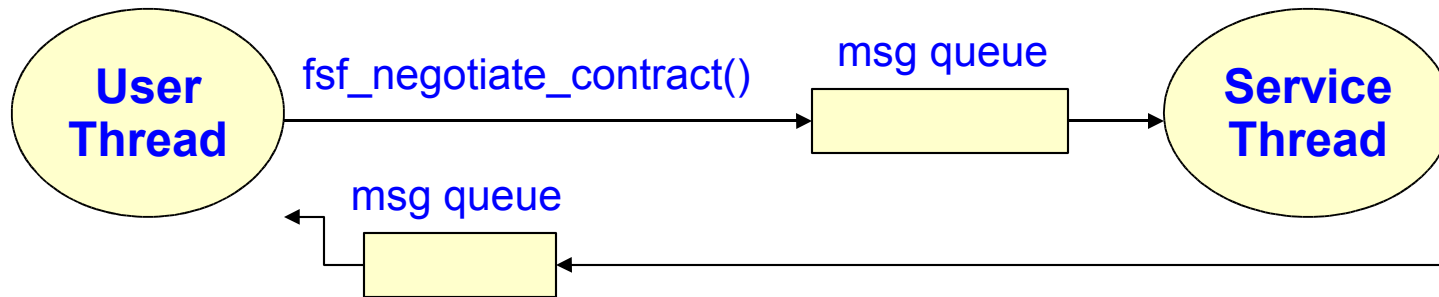 User
Thread
fsf_negotiate_contract()
msg queue
Service
Thread
msg queue